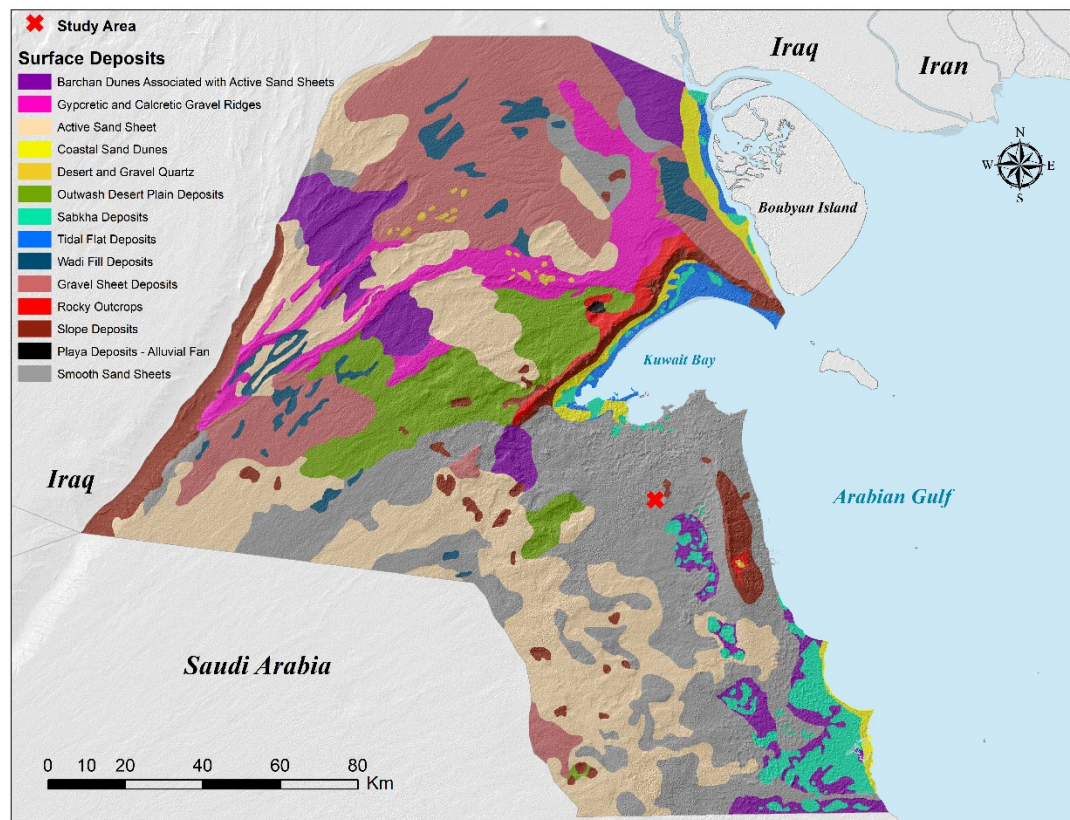 Study Area
Surface Deposits
Barchan Dunes Associated with Active Sand Sheets
Gypcretic and Calcretic Gravel Ridges
Active Sand Sheet
Coastal Sand Dunes
Desert and Gravel Quartz
Outwash Desert Plain Deposits
Sabkha Deposits
Tidal Flat Deposits
Wadi Fill Deposits
Gravel Sheet Deposits
Rocky Outcrops
Slope Deposits
Playa Deposits - Alluvial Fan
Smooth Sand Sheets
Iraq
Iran
N
W E
S
Boubyan Island
Kuwait Bay
Iraq
Arabian Gulf
Saudi Arabia
0 10 20 40 60 80
Km